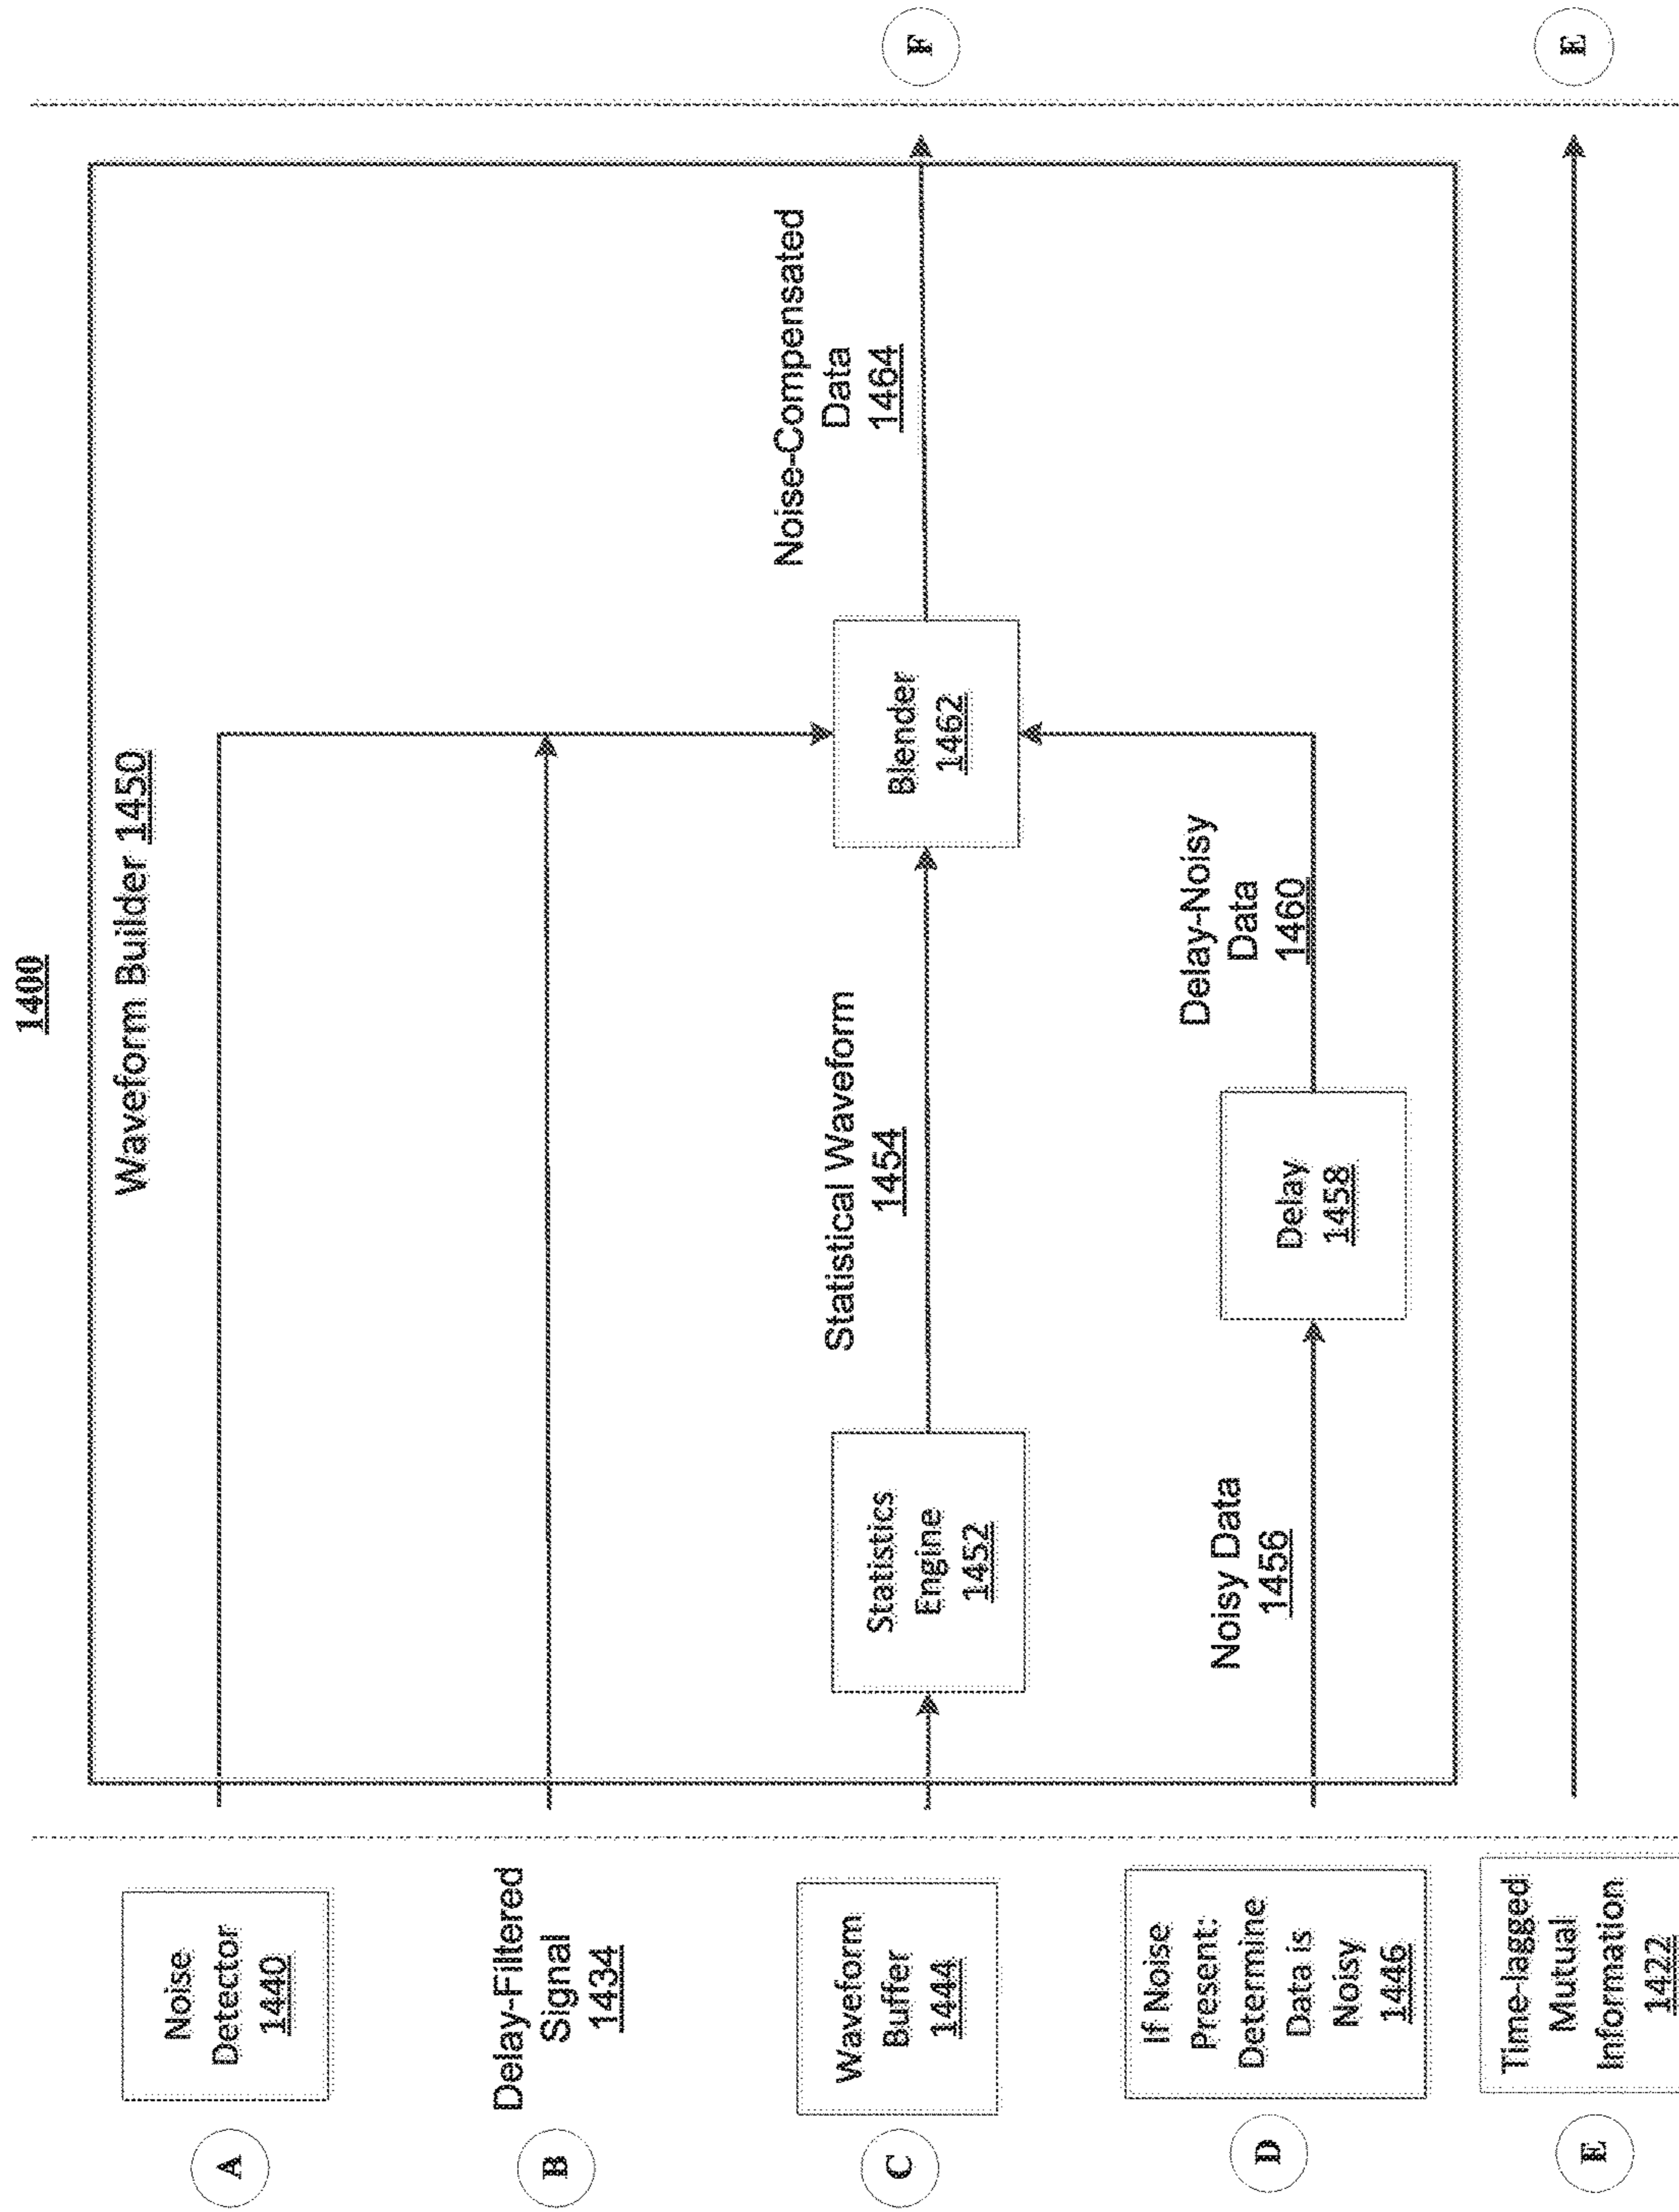 1400
Waveform Builder 1450
A
Noise
Detector
1440
B
Delay-Filtered
Signal
1434
C
Waveform
Buffer
1444
Statistics
Engine
1452
Statistical Waveform
1454
Blender
1462
Noise-Compensated
Data
1464
F
D
If Noise
Present:
Determine
Data is
Noisy
1446
Noisy Data
1456
Delay
1458
Delay-Noisy
Data
1460
E
Time-lagged
Mutual
Information
1422
E